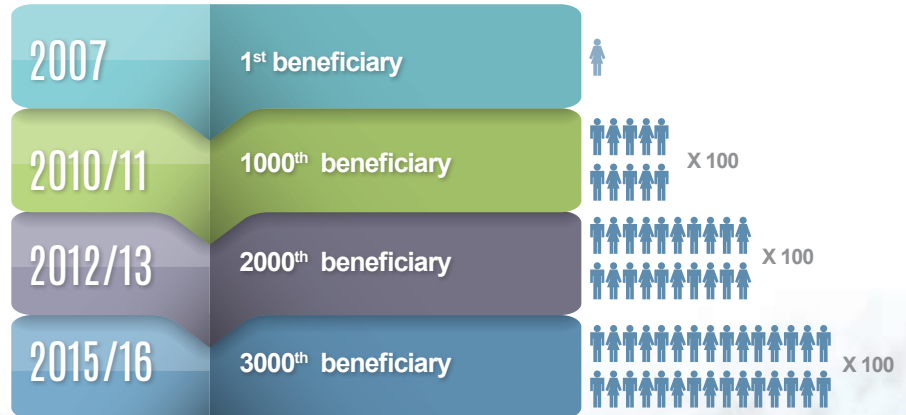 2007
1st beneficiary
2010/11
1000th beneficiary
X 100
2012/13
2000th beneficiary
X 100
2015/16
3000th beneficiary
X 100